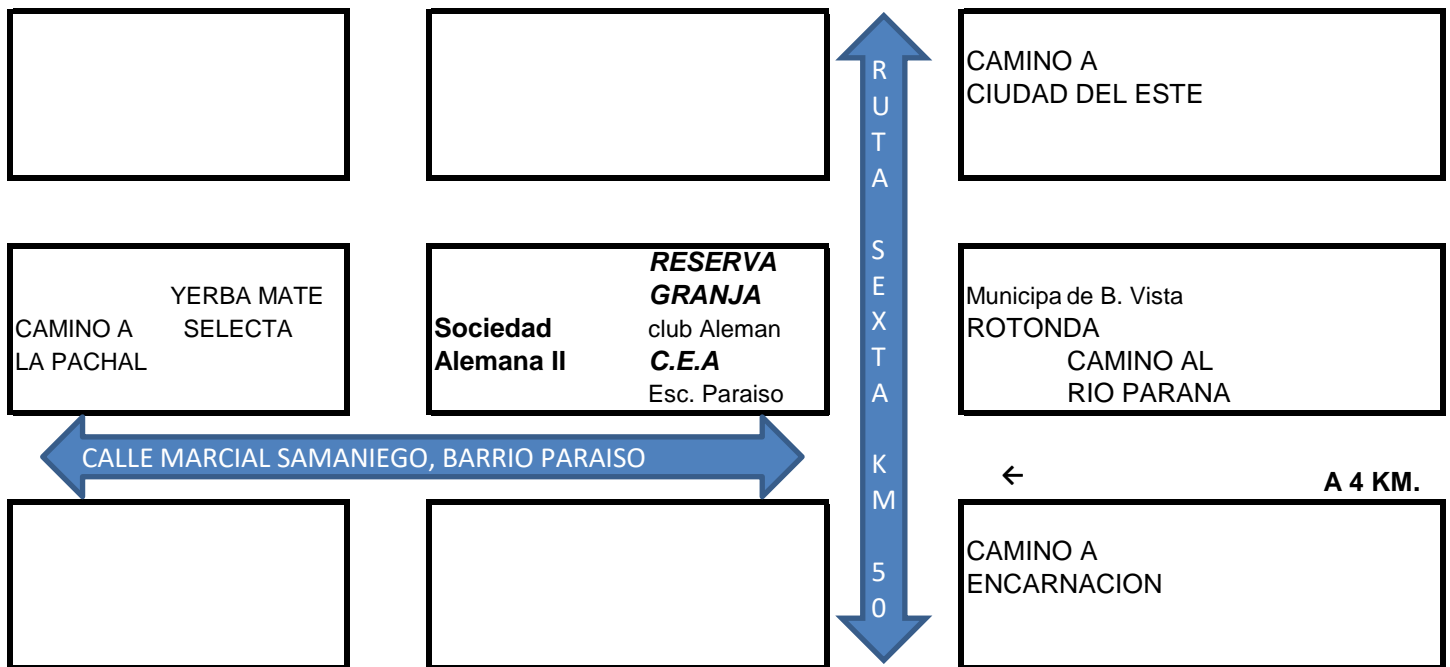 CAMINO A
CIUDAD DEL ESTE
RUTA SEXTA KM 50
YERBA MATE
CAMINO A SELECTA
LA PACHAL
RESERVA
GRANJA
Sociedad club Aleman
Alemana II C.E.A
Esc. Paraiso
Municipa de B. Vista
ROTONDA
CAMINO AL
RIO PARANA
CALLE MARCIAL SAMANIEGO, BARRIO PARAISO
← A 4 KM.
CAMINO A
ENCARNACION